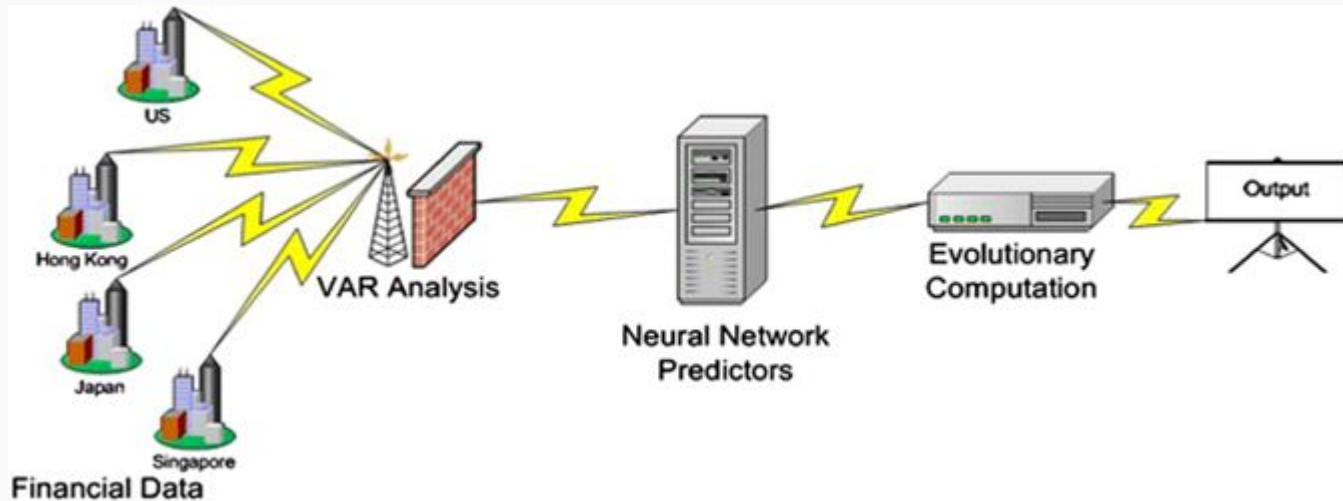 US
Hong Kong
Japan
Singapore
Financial Data
VAR Analysis
Neural Network
Predictors
Evolutionary
Computation
Output